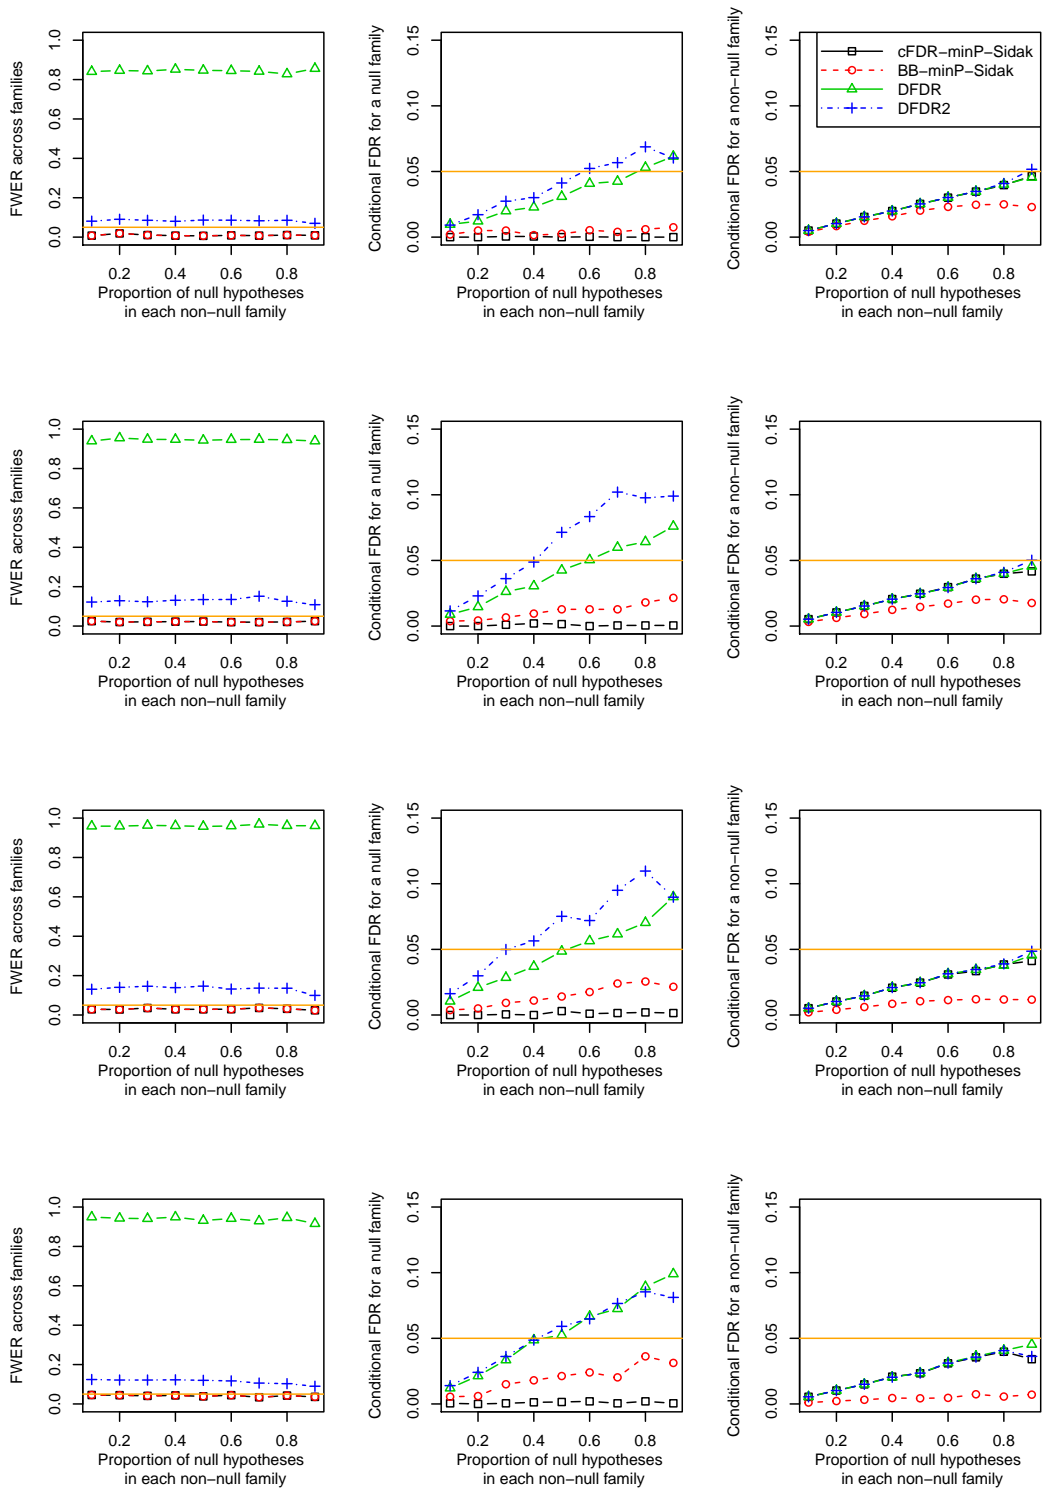 FWER across families
1.0
0.8
0.6
0.4
0.2
0.0
0.2 0.4 0.6 0.8
Proportion of null hypotheses
in each non−null family
Conditional FDR for a null family
0.15
0.10
0.05
0.00
0.2 0.4 0.6 0.8
Proportion of null hypotheses
in each non−null family
Conditional FDR for a non−null family
0.15
0.10
0.05
0.00
cFDR−minP−Sidak
BB−minP−Sidak
DFDR
DFDR2
0.2 0.4 0.6 0.8
Proportion of null hypotheses
in each non−null family
FWER across families
1.0
0.8
0.6
0.4
0.2
0.0
0.2 0.4 0.6 0.8
Proportion of null hypotheses
in each non−null family
Conditional FDR for a null family
0.15
0.10
0.05
0.00
0.2 0.4 0.6 0.8
Proportion of null hypotheses
in each non−null family
Conditional FDR for a non−null family
0.15
0.10
0.05
0.00
0.2 0.4 0.6 0.8
Proportion of null hypotheses
in each non−null family
FWER across families
1.0
0.8
0.6
0.4
0.2
0.0
0.2 0.4 0.6 0.8
Proportion of null hypotheses
in each non−null family
Conditional FDR for a null family
0.15
0.10
0.05
0.00
0.2 0.4 0.6 0.8
Proportion of null hypotheses
in each non−null family
Conditional FDR for a non−null family
0.15
0.10
0.05
0.00
0.2 0.4 0.6 0.8
Proportion of null hypotheses
in each non−null family
FWER across families
1.0
0.8
0.6
0.4
0.2
0.0
0.2 0.4 0.6 0.8
Proportion of null hypotheses
in each non−null family
Conditional FDR for a null family
0.15
0.10
0.05
0.00
0.2 0.4 0.6 0.8
Proportion of null hypotheses
in each non−null family
Conditional FDR for a non−null family
0.15
0.10
0.05
0.00
0.2 0.4 0.6 0.8
Proportion of null hypotheses
in each non−null family